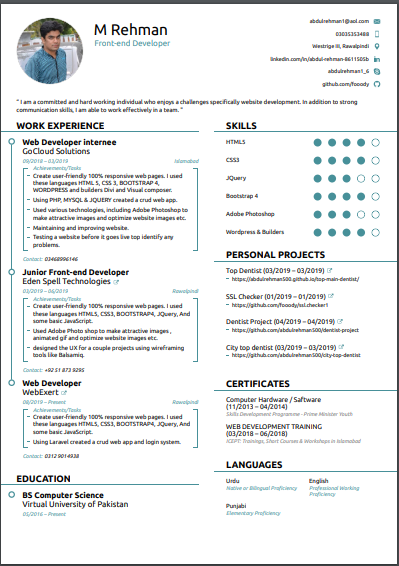 M Rehman
Front-end Developer
abdulrehman1@aol.com
03035353488
Westrige III, Rawalpindi
linkedin.com/in/abdul-rehman-8611505b
abdulrehman1_6
github.com/fooody
" I am a committed and hard working individual who enjoy a challenges specifically website development. In addition to strong
communication skills, I am able to work effectively in a team. "
WORK EXPERIENCE
Web Developer internee
GoCloud Solutions
09/2018 – 03/2019
Islamabad
Achievements/Tasks
– Create user-friendly 100% responsive web pages. I used
these languages HTML 5, CSS 3, BOOTSTRAP 4,
WORDPRESS and builders Divi and Visual composer.
– Using PHP, MYSQL & JQUERY created a crud web app.
– Used various technologies, including Adobe Photoshop to
make attractive images and optimize website images etc.
– Maintaining and improving website.
– Testing a website before it goes live top identify any
problems.
Contact: 03468996146
Junior Front-end Developer
Eden Spell Technologies
03/2019 – 06/2019
Rawalpindi
Achievements/Tasks
– Create user-friendly 100% responsive web pages. I used
these languages HTML5, CSS3, BOOTSTRAP4, JQuery, And
some basic JavaScript.
– Used Adobe Photo shop to make attractive images ,
animated gif and optimize website images etc.
– designed the UX for a couple projects using wireframing
tools like Balsamiq.
Contact: +92 51 873 9295
Web Developer
WebExert
08/2019 – Present
Rawalpindi
Achievements/Tasks
– Create user-friendly 100% responsive web pages. I used
these languages HTML5, CSS3, BOOTSTRAP4, JQuery, And
some basic JavaScript.
– Using Laravel created a crud web app and login system.
Contact: 0312 9014938
EDUCATION
BS Computer Science
Virtual University of Pakistan
05/2016 – Present
SKILLS
HTML5
CSS3
JQuery
Bootstrap 4
Adobe Photoshop
Wordpress & Builders
PERSONAL PROJECTS
Top Dentist (03/2019 – 03/2019)
– https://abdulrehman500.github.io/top-main-dentist/
SSL Checker (01/2019 – 01/2019)
– https://github.com/fooody/ssl.checker1
Dentist Project (04/2019 – 04/2019)
– https://github.com/abdulrehman500/dentist-project
City top dentist (03/2019 – 03/2019)
– https://github.com/abdulrehman500/city-top-dentist
CERTIFICATES
Computer Hardware / Saftware
(11/2013 – 04/2014)
Skills Development Programme - Prime Minister Youth
WEB DEVELOPMENT TRAINING
(03/2018 – 06/2018)
ICEPT: Trainings, Short Courses & Workshops in Islamabad
LANGUAGES
Urdu
Native or Bilingual Proficiency
English
Professional Working
Proficiency
Punjabi
Elementary Proficiency